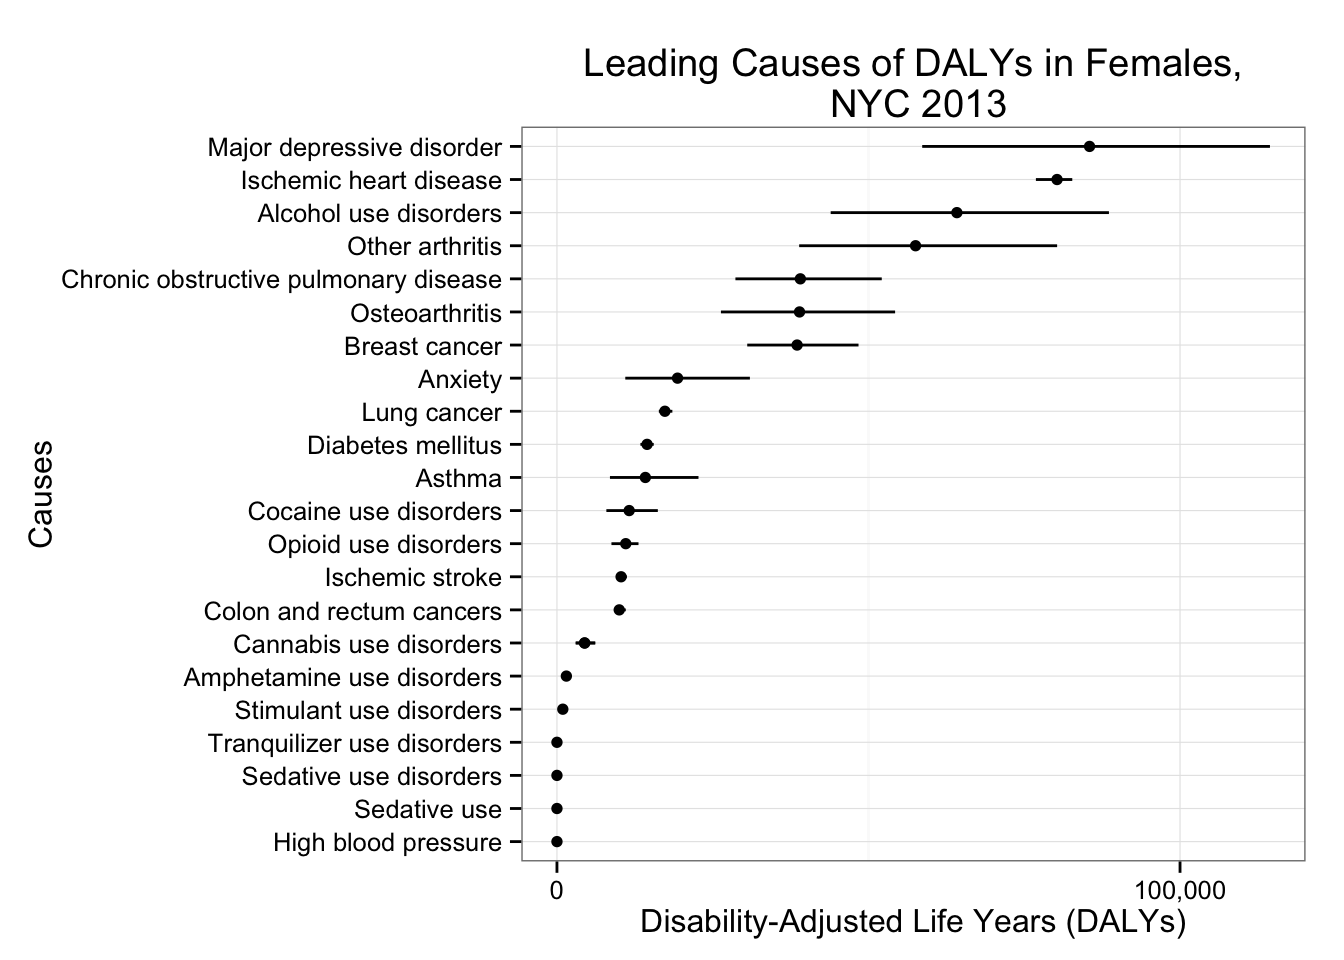 Leading Causes of DALYs in Females,
NYC 2013
Causes
Major depressive disorder
Ischemic heart disease
Alcohol use disorders
Other arthritis
Chronic obstructive pulmonary disease
Osteoarthritis
Breast cancer
Anxiety
Lung cancer
Diabetes mellitus
Asthma
Cocaine use disorders
Opioid use disorders
Ischemic stroke
Colon and rectum cancers
Cannabis use disorders
Amphetamine use disorders
Stimulant use disorders
Tranquilizer use disorders
Sedative use disorders
Sedative use
High blood pressure
0 100,000
Disability-Adjusted Life Years (DALYs)